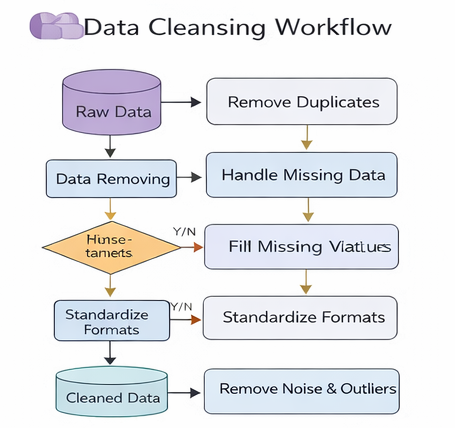 Data Cleansing Workflow
Raw Data
Remove Duplicates
Data Removing
Handle Missing Data
Y/N
Fill Missing
Standardize
Formats
Y/N
Standardize Formats
Cleaned Data
Remove Noise & Outliers